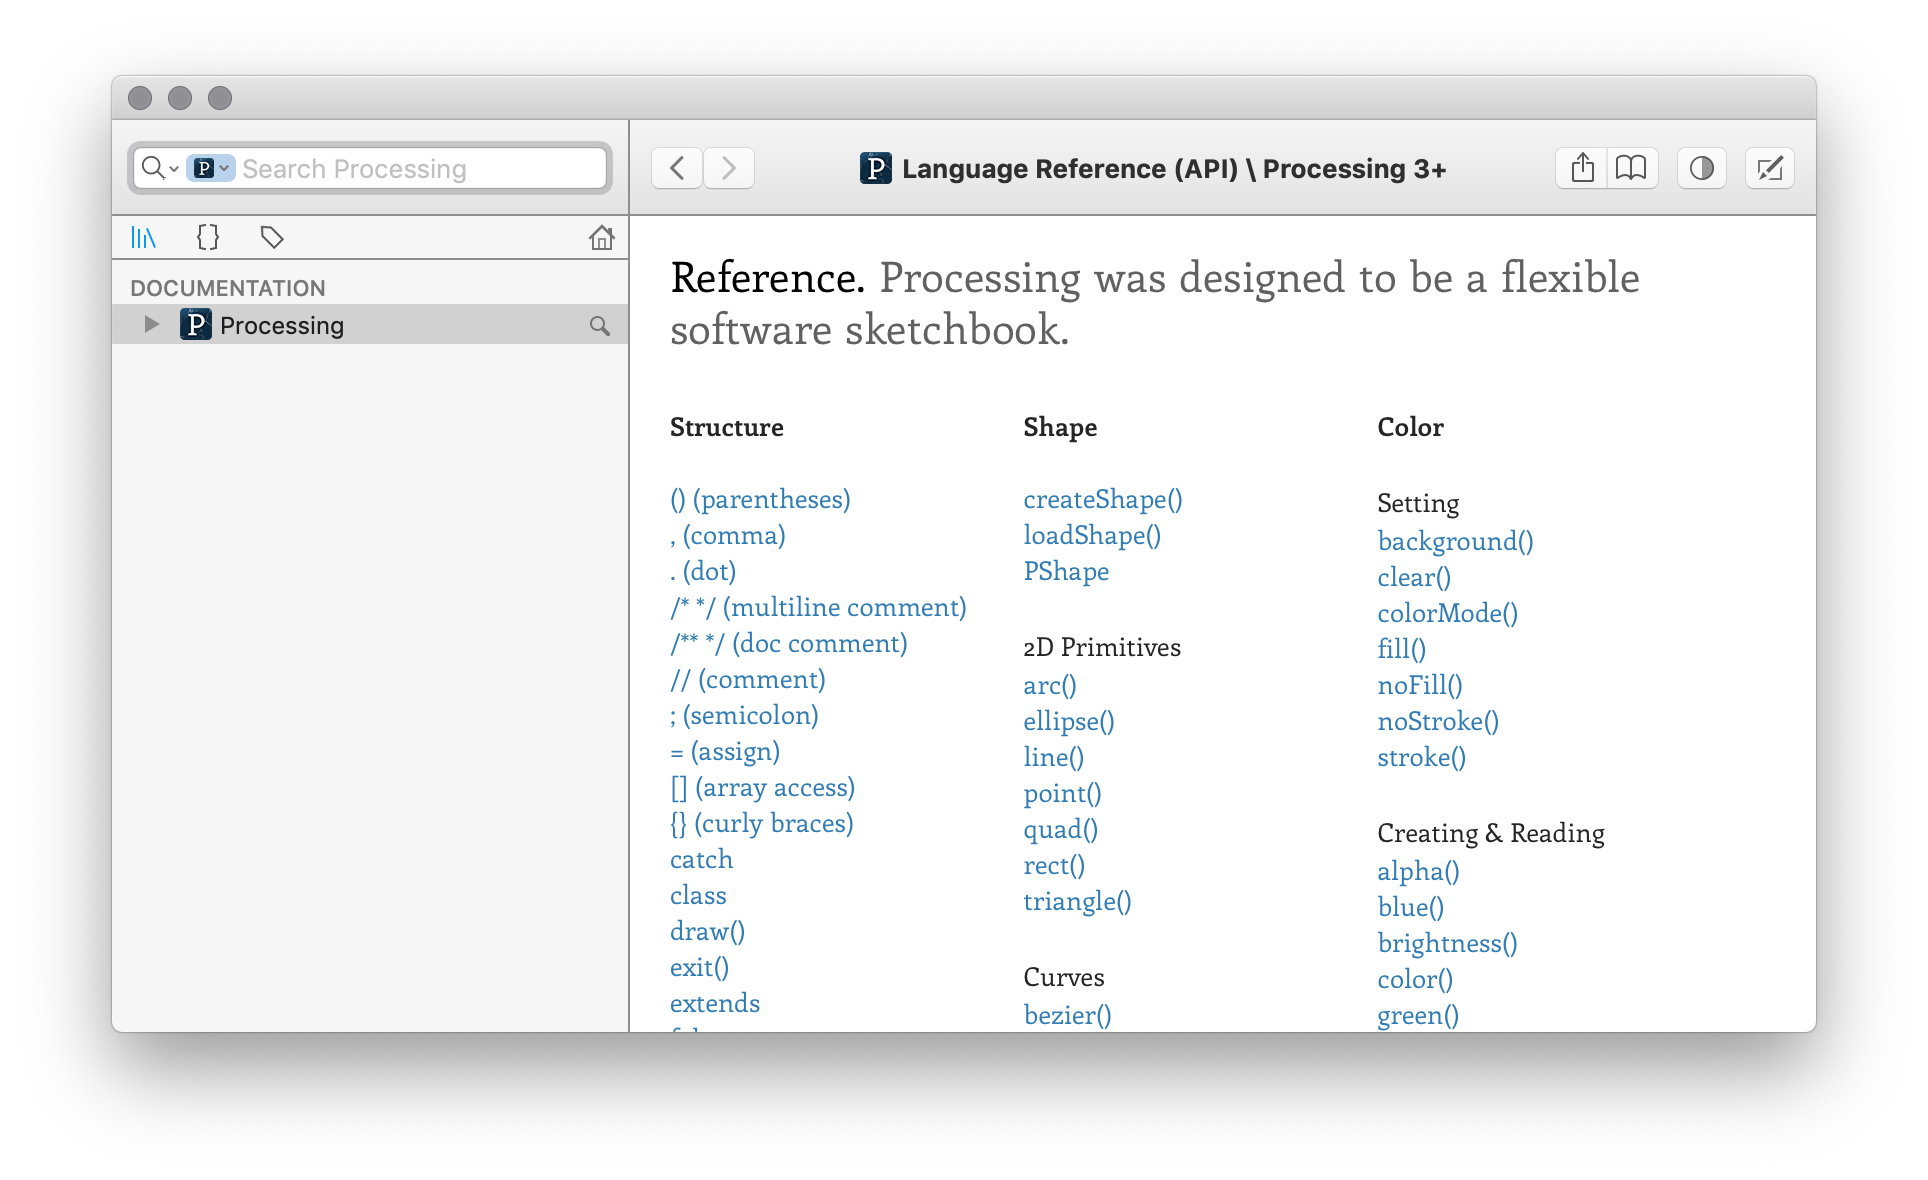 P Search Processing
P Language Reference (API) \ Processing 3+
DOCUMENTATION
P Processing
Reference. Processing was designed to be a flexible
software sketchbook.
Structure
() (parentheses)
, (comma)
. (dot)
/* */ (multiline comment)
/** */ (doc comment)
// (comment)
; (semicolon)
= (assign)
[] (array access)
{} (curly braces)
catch
class
draw()
exit()
extends
Shape
createShape()
loadShape()
PShape
2D Primitives
arc()
ellipse()
line()
point()
quad()
rect()
triangle()
Curves
bezier()
Color
Setting
background()
clear()
colorMode()
fill()
noFill()
noStroke()
stroke()
Creating & Reading
alpha()
blue()
brightness()
color()
green()